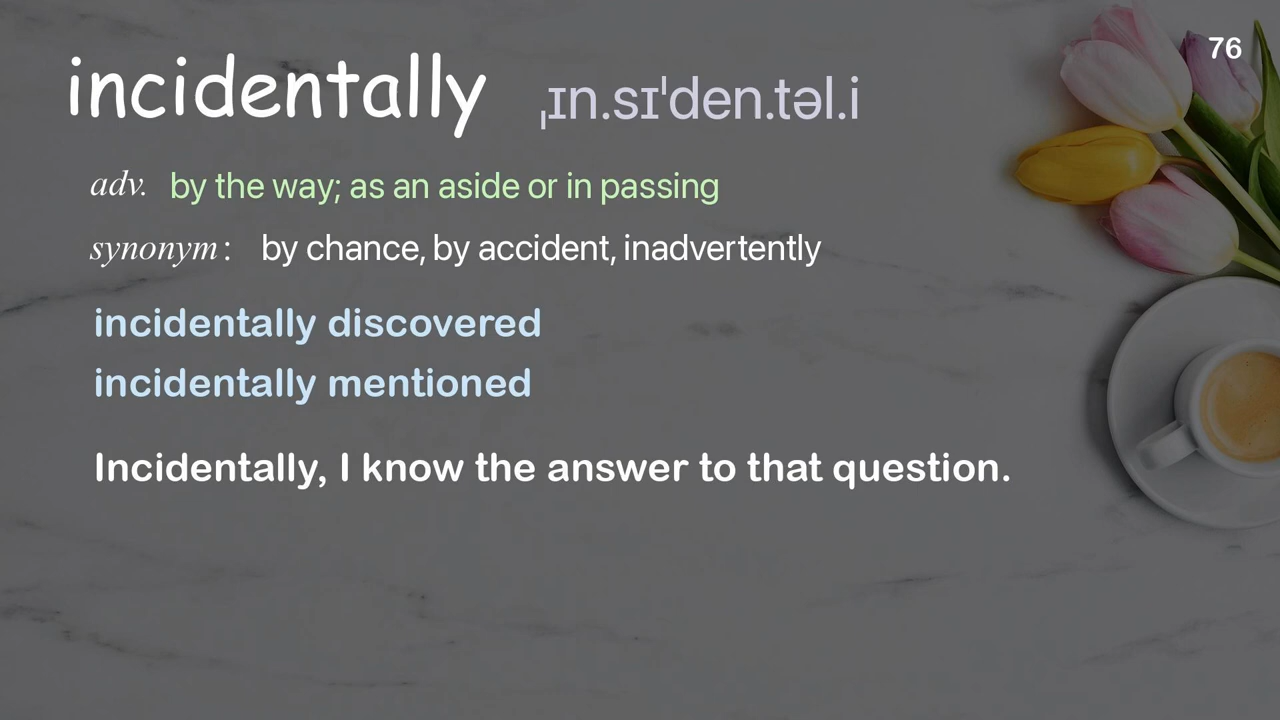 76
incidentally ˌɪn.sɪˈden.təl.i
adv. by the way; as an aside or in passing
synonym: by chance, by accident, inadvertently
incidentally discovered
incidentally mentioned
Incidentally, I know the answer to that question.